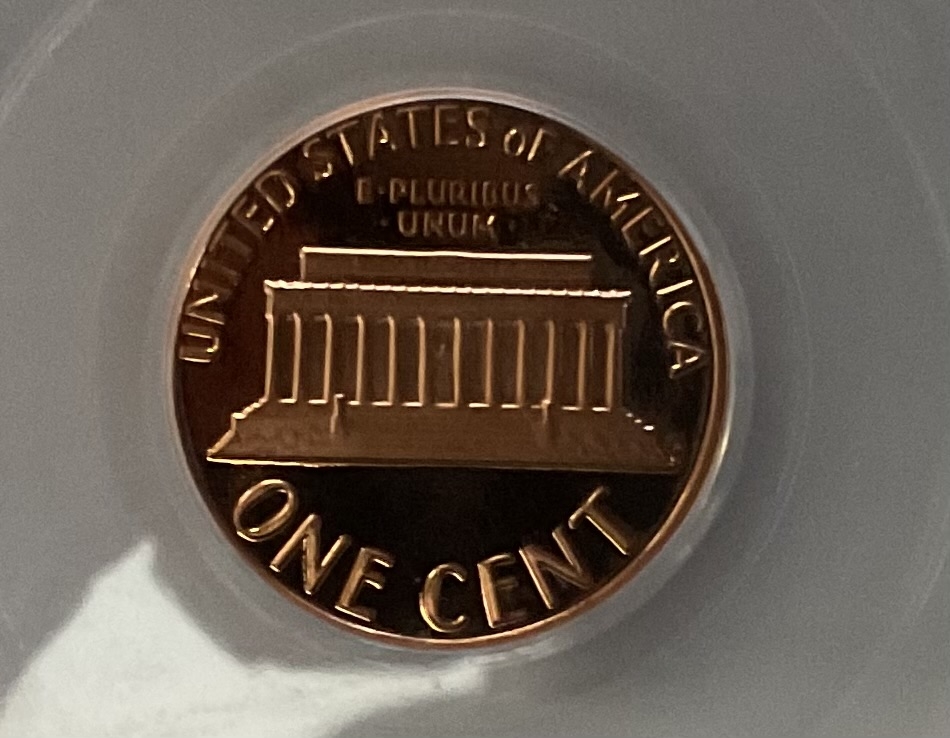 UNITED STATES oF AMERICA
E·PLURIBUS
·UNUM·
ONE CENT